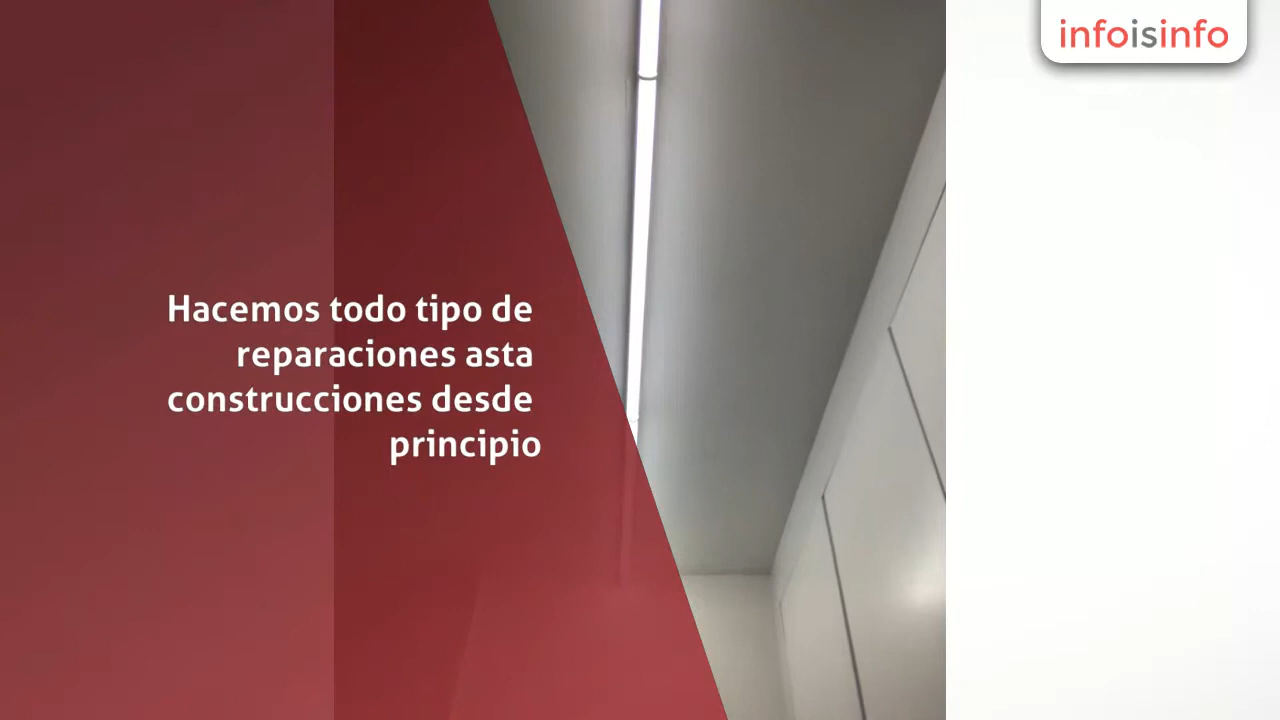 infoisinfo
Hacemos todo tipo de
reparaciones asta
construcciones desde
principio